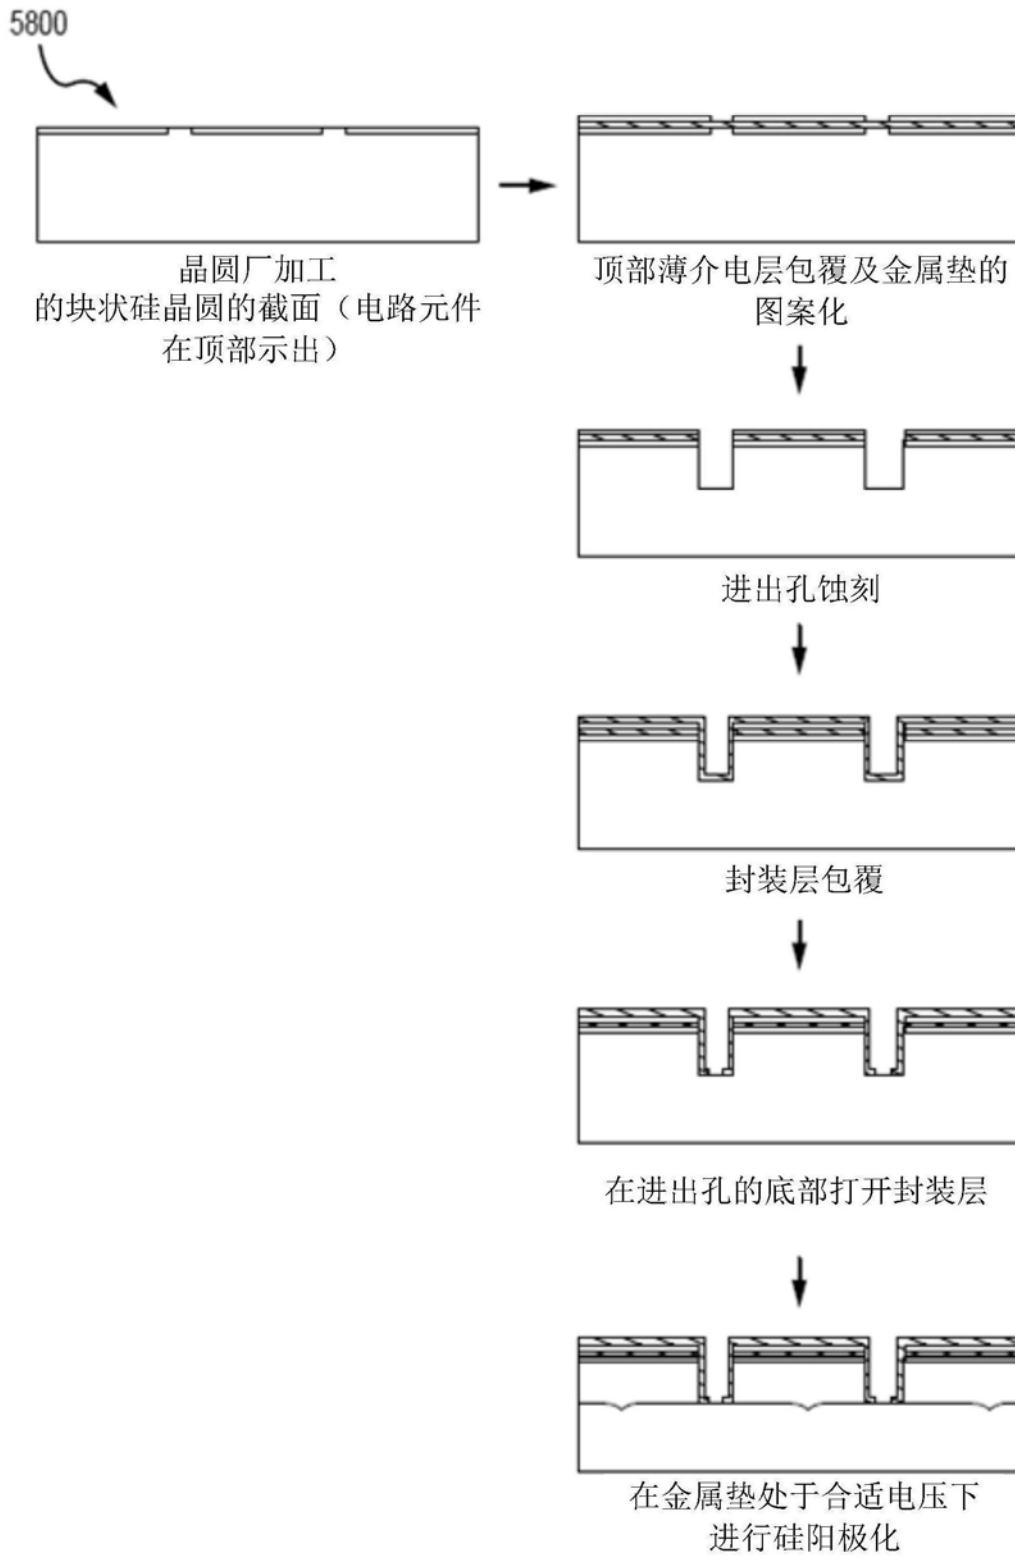 5800
晶圆厂加工
的块状硅晶圆的截面（电路元件
在顶部示出）
顶部薄介电层包覆及金属垫的
图案化
进出孔蚀刻
封装层包覆
在进出孔的底部打开封装层
在金属垫处于合适电压下
进行硅阳极化